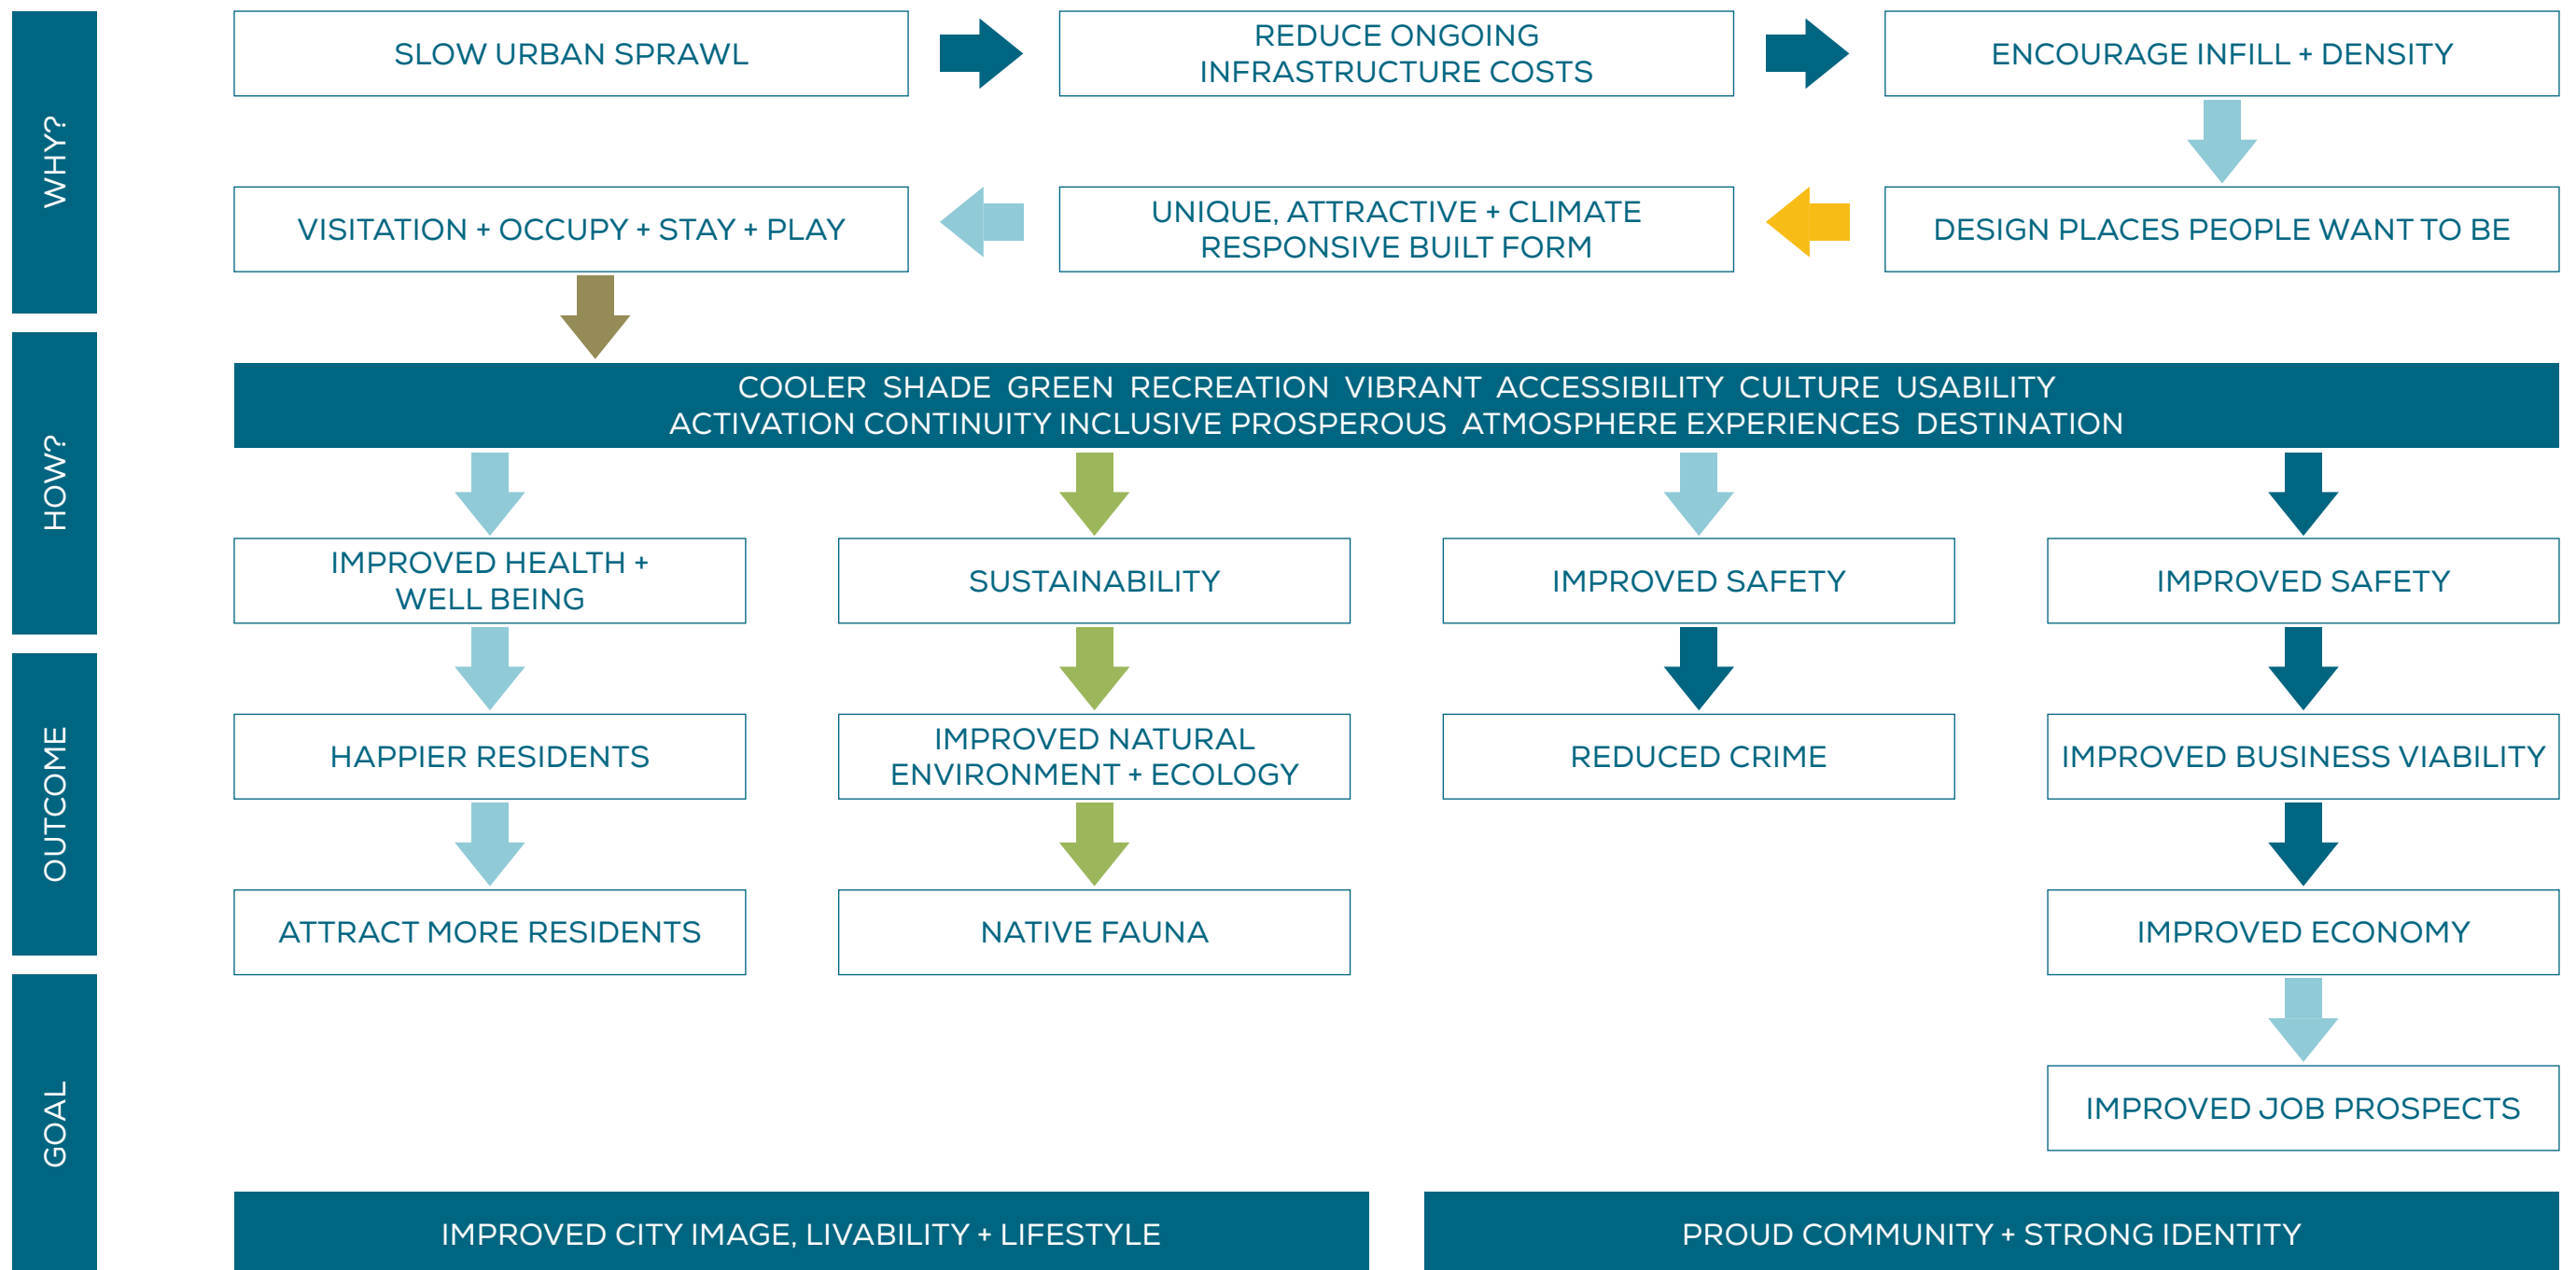 WHY?
SLOW URBAN SPRAWL
REDUCE ONGOING
INFRASTRUCTURE COSTS
ENCOURAGE INFILL + DENSITY
VISITATION + OCCUPY + STAY + PLAY
UNIQUE, ATTRACTIVE + CLIMATE
RESPONSIVE BUILT FORM
DESIGN PLACES PEOPLE WANT TO BE
HOW?
COOLER SHADE GREEN RECREATION VIBRANT ACCESSIBILITY CULTURE USABILITY
ACTIVATION CONTINUITY INCLUSIVE PROSPEROUS ATMOSPHERE EXPERIENCES DESTINATION
IMPROVED HEALTH +
WELL BEING
SUSTAINABILITY
IMPROVED SAFETY
IMPROVED SAFETY
OUTCOME
HAPPIER RESIDENTS
IMPROVED NATURAL
ENVIRONMENT + ECOLOGY
REDUCED CRIME
IMPROVED BUSINESS VIABILITY
ATTRACT MORE RESIDENTS
NATIVE FAUNA
IMPROVED ECONOMY
GOAL
IMPROVED JOB PROSPECTS
IMPROVED CITY IMAGE, LIVABILITY + LIFESTYLE
PROUD COMMUNITY + STRONG IDENTITY